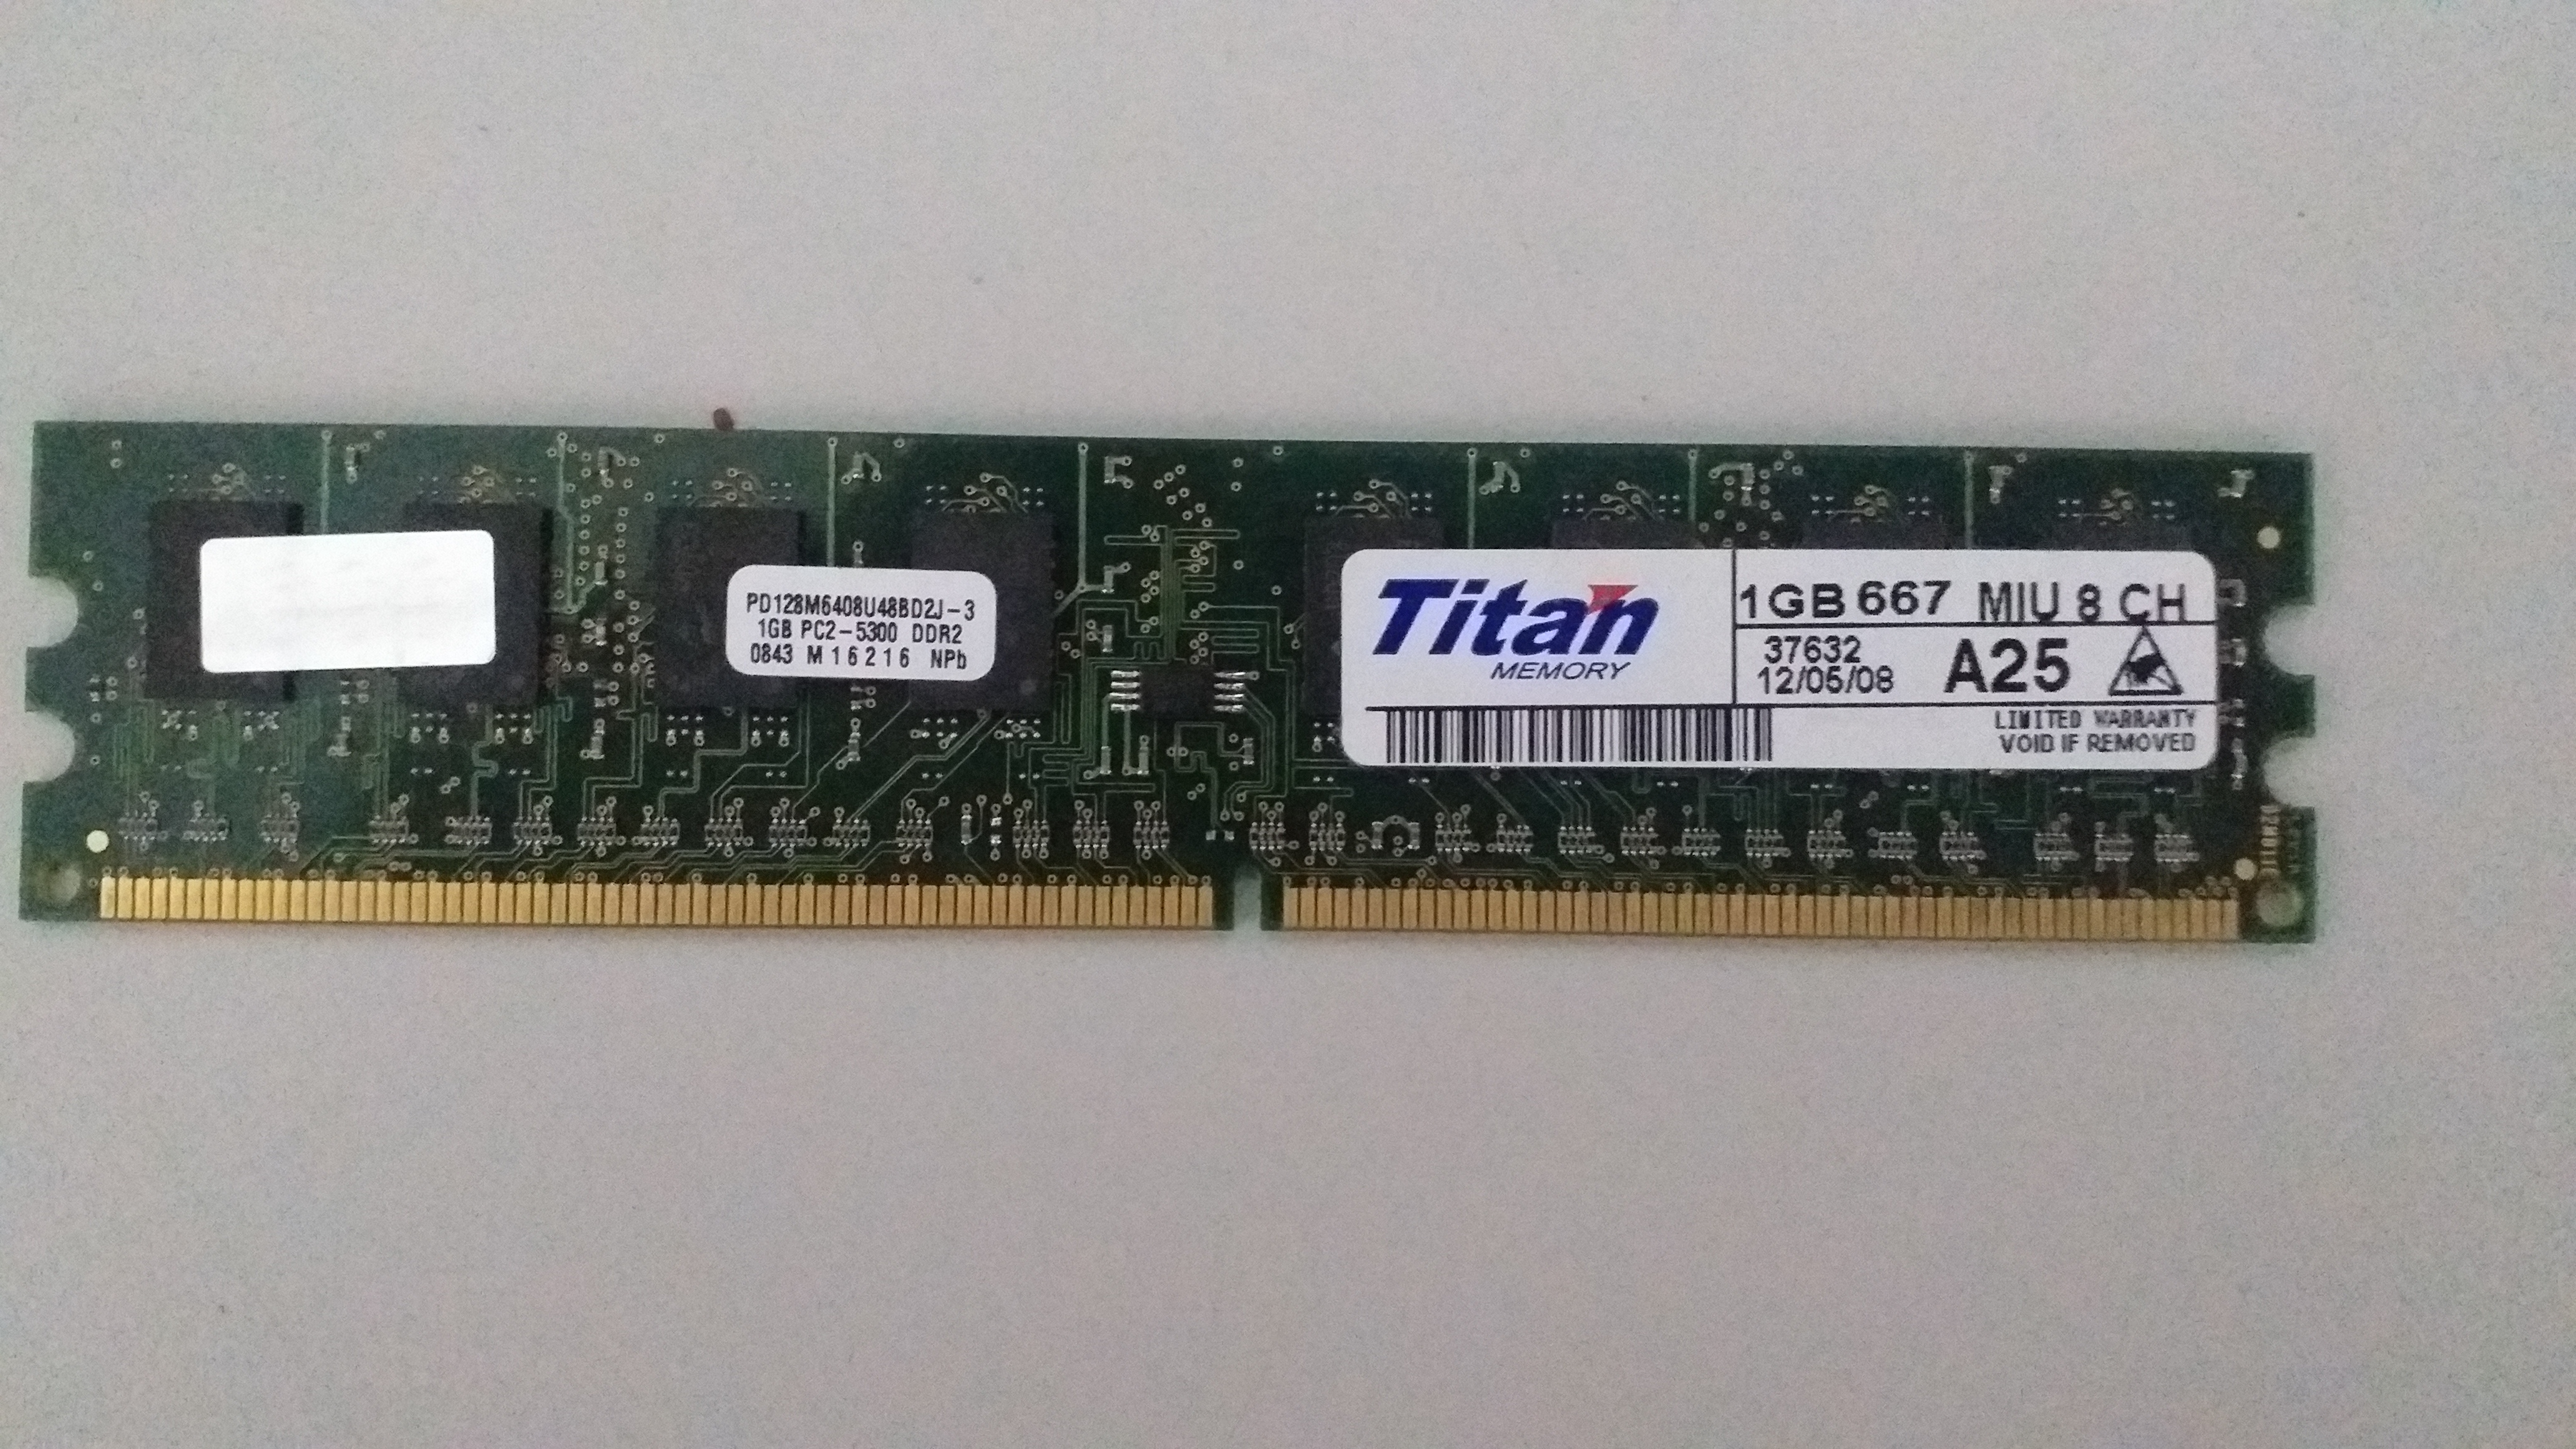 PD128M6408U48BD2J-3
1GB PC2-5300 DDR2
0843 M16216 NPb
Titan
MEMORY
1GB 667 MIU 8 CH
37632
12/05/08
A25
LIMITED WARRANTY
VOID IF REMOVED